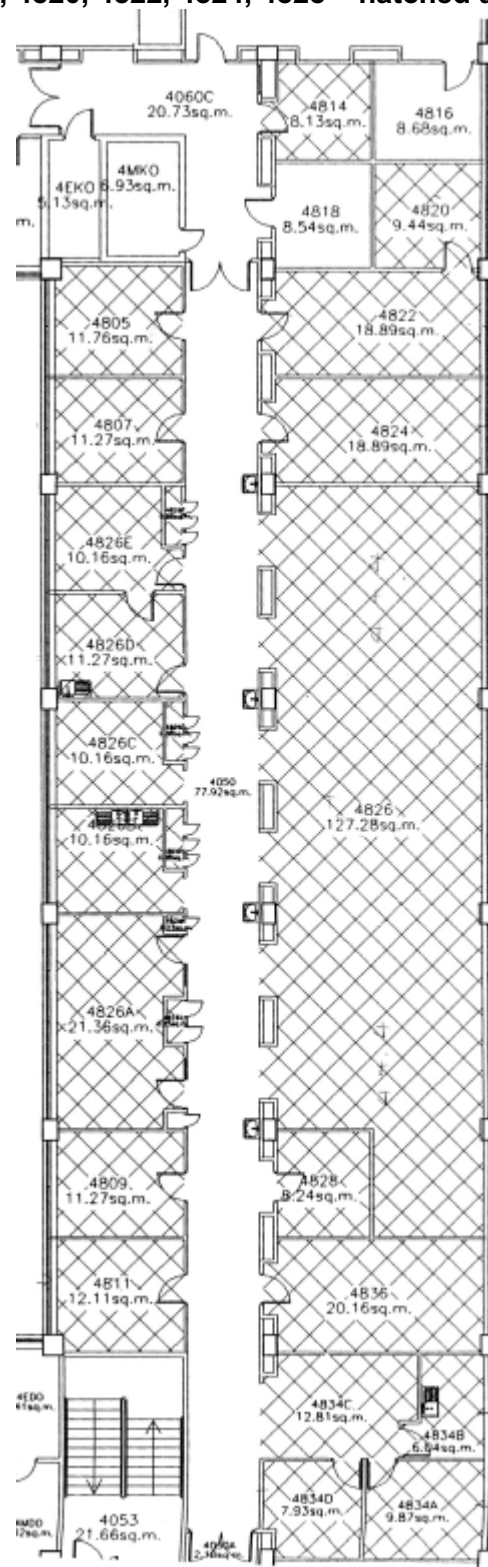 4820, 4822, 4824, 4828
hatched
4060C
20.73sq.m.
4814
8.13sq.m.
4816
8.68sq.m.
4MKO
6.93sq.m.
4EKO
5.13sq.m.
m.
4818
8.54sq.m.
4820
9.44sq.m.
4805
11.76sq.m.
4822
18.89sq.m.
4807
11.27sq.m.
4824
18.89sq.m.
4826E
10.16sq.m.
4826D
11.27sq.m.
4826C
10.16sq.m.
4050
77.92sq.m.
4826
127.28sq.m.
10.16sq.m.
4826A
21.36sq.m.
4809
11.27sq.m.
4828
8.24sq.m.
4811
12.11sq.m.
4836
20.16sq.m.
4EDO
4834C
12.81sq.m.
4834B
6.04sq.m.
4053
21.66sq.m.
4834D
7.93sq.m.
4834A
9.87sq.m.
4MDO